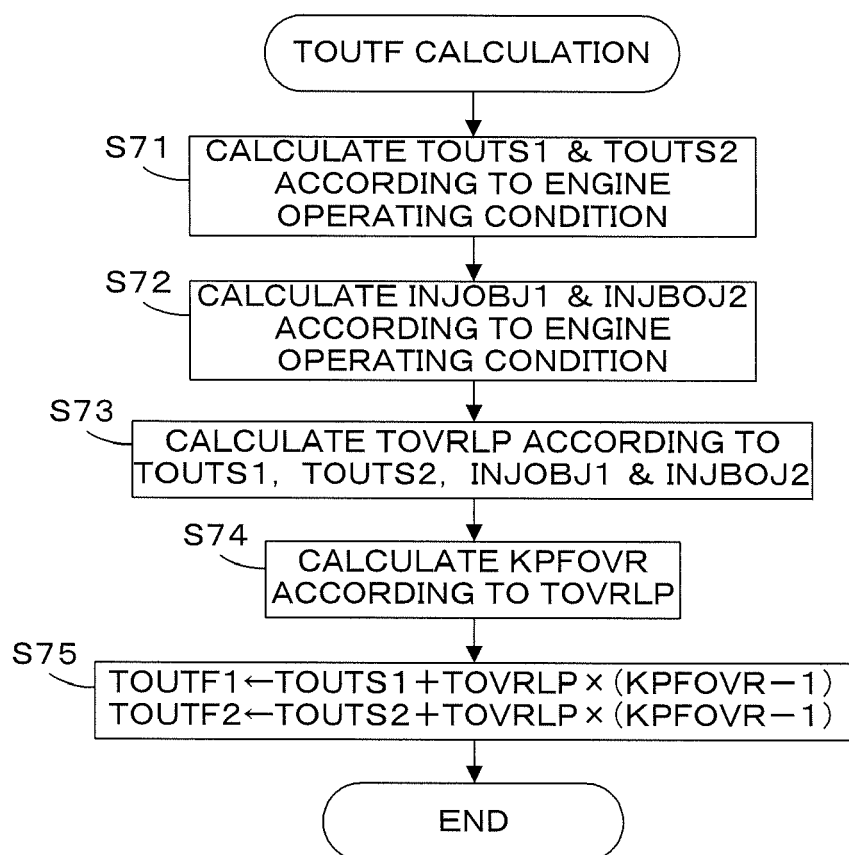 TOUTF CALCULATION
S71
CALCULATE TOUTS1 & TOUTS2
ACCORDING TO ENGINE
OPERATING CONDITION
S72
CALCULATE INJOBJ1 & INJBOJ2
ACCORDING TO ENGINE
OPERATING CONDITION
S73
CALCULATE TOVRLP ACCORDING TO
TOUTS1, TOUTS2, INJOBJ1 & INJBOJ2
S74
CALCULATE KPFOVR
ACCORDING TO TOVRLP
S75
TOUTF1←TOUTS1+TOVRLP×(KPFOVR−1)
TOUTF2←TOUTS2+TOVRLP×(KPFOVR−1)
END